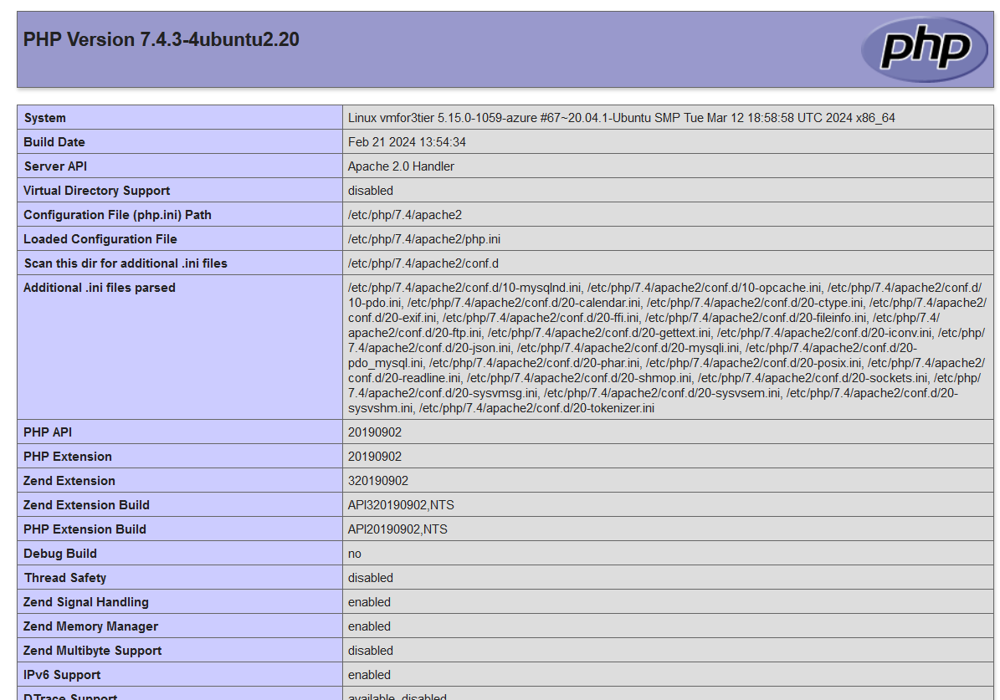 PHP Version 7.4.3-4ubuntu2.20
php
System
Linux vmfor3tier 5.15.0-1059-azure #67~20.04.1-Ubuntu SMP Tue Mar 12 18:58:58 UTC 2024 x86_64
Build Date
Feb 21 2024 13:54:34
Server API
Apache 2.0 Handler
Virtual Directory Support
disabled
Configuration File (php.ini) Path
/etc/php/7.4/apache2
Loaded Configuration File
/etc/php/7.4/apache2/php.ini
Scan this dir for additional .ini files
/etc/php/7.4/apache2/conf.d
Additional .ini files parsed
/etc/php/7.4/apache2/conf.d/10-mysqlnd.ini, /etc/php/7.4/apache2/conf.d/10-opcache.ini, /etc/php/7.4/apache2/conf.d/
10-pdo.ini, /etc/php/7.4/apache2/conf.d/20-calendar.ini, /etc/php/7.4/apache2/conf.d/20-ctype.ini, /etc/php/7.4/apache2/
conf.d/20-exif.ini, /etc/php/7.4/apache2/conf.d/20-ffi.ini, /etc/php/7.4/apache2/conf.d/20-fileinfo.ini, /etc/php/7.4/
apache2/conf.d/20-ftp.ini, /etc/php/7.4/apache2/conf.d/20-gettext.ini, /etc/php/7.4/apache2/conf.d/20-iconv.ini, /etc/php/
7.4/apache2/conf.d/20-json.ini, /etc/php/7.4/apache2/conf.d/20-mysqli.ini, /etc/php/7.4/apache2/conf.d/20-
pdo_mysql.ini, /etc/php/7.4/apache2/conf.d/20-phar.ini, /etc/php/7.4/apache2/conf.d/20-posix.ini, /etc/php/7.4/apache2/
conf.d/20-readline.ini, /etc/php/7.4/apache2/conf.d/20-shmop.ini, /etc/php/7.4/apache2/conf.d/20-sockets.ini, /etc/php/
7.4/apache2/conf.d/20-sysvmsg.ini, /etc/php/7.4/apache2/conf.d/20-sysvsem.ini, /etc/php/7.4/apache2/conf.d/20-
sysvshm.ini, /etc/php/7.4/apache2/conf.d/20-tokenizer.ini
PHP API
20190902
PHP Extension
20190902
Zend Extension
320190902
Zend Extension Build
API320190902,NTS
PHP Extension Build
API20190902,NTS
Debug Build
no
Thread Safety
disabled
Zend Signal Handling
enabled
Zend Memory Manager
enabled
Zend Multibyte Support
disabled
IPv6 Support
enabled
DTrace Support
available, disabled